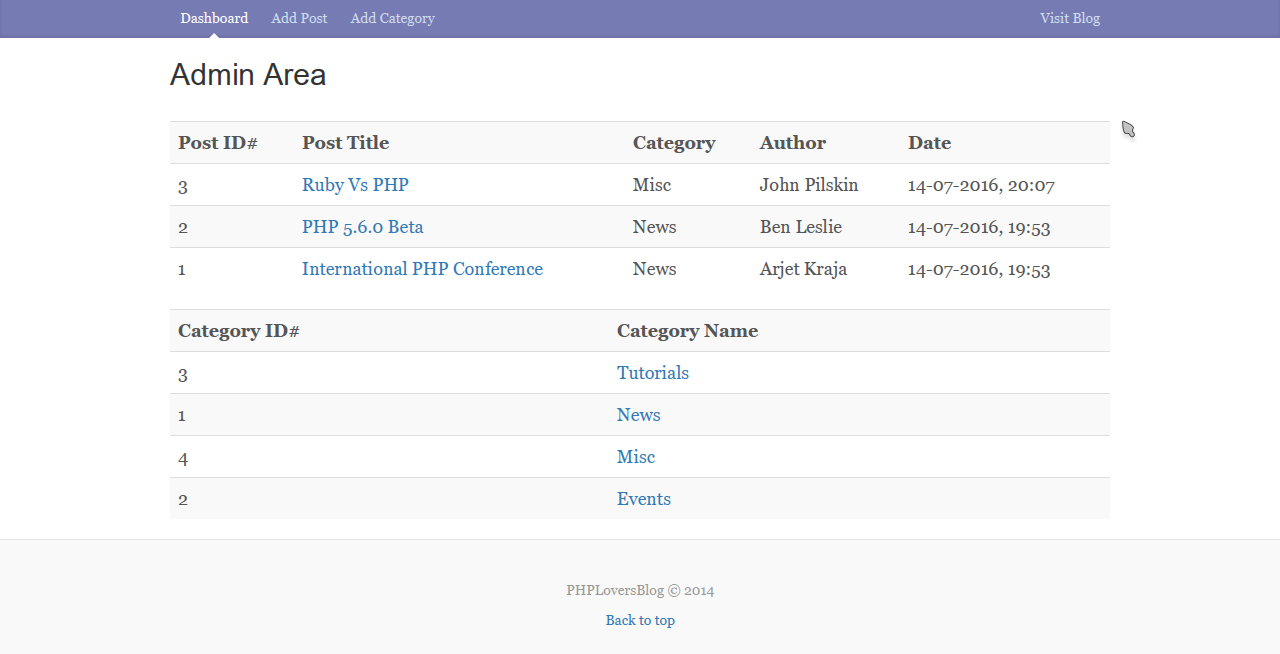 Dashboard Add Post Add Category Visit Blog
Admin Area
Post ID# Post Title Category Author Date
3 Ruby Vs PHP Misc John Pilskin 14-07-2016, 20:07
2 PHP 5.6.0 Beta News Ben Leslie 14-07-2016, 19:53
1 International PHP Conference News Arjet Kraja 14-07-2016, 19:53
Category ID# Category Name
3 Tutorials
1 News
4 Misc
2 Events
PHPLoversBlog © 2014
Back to top